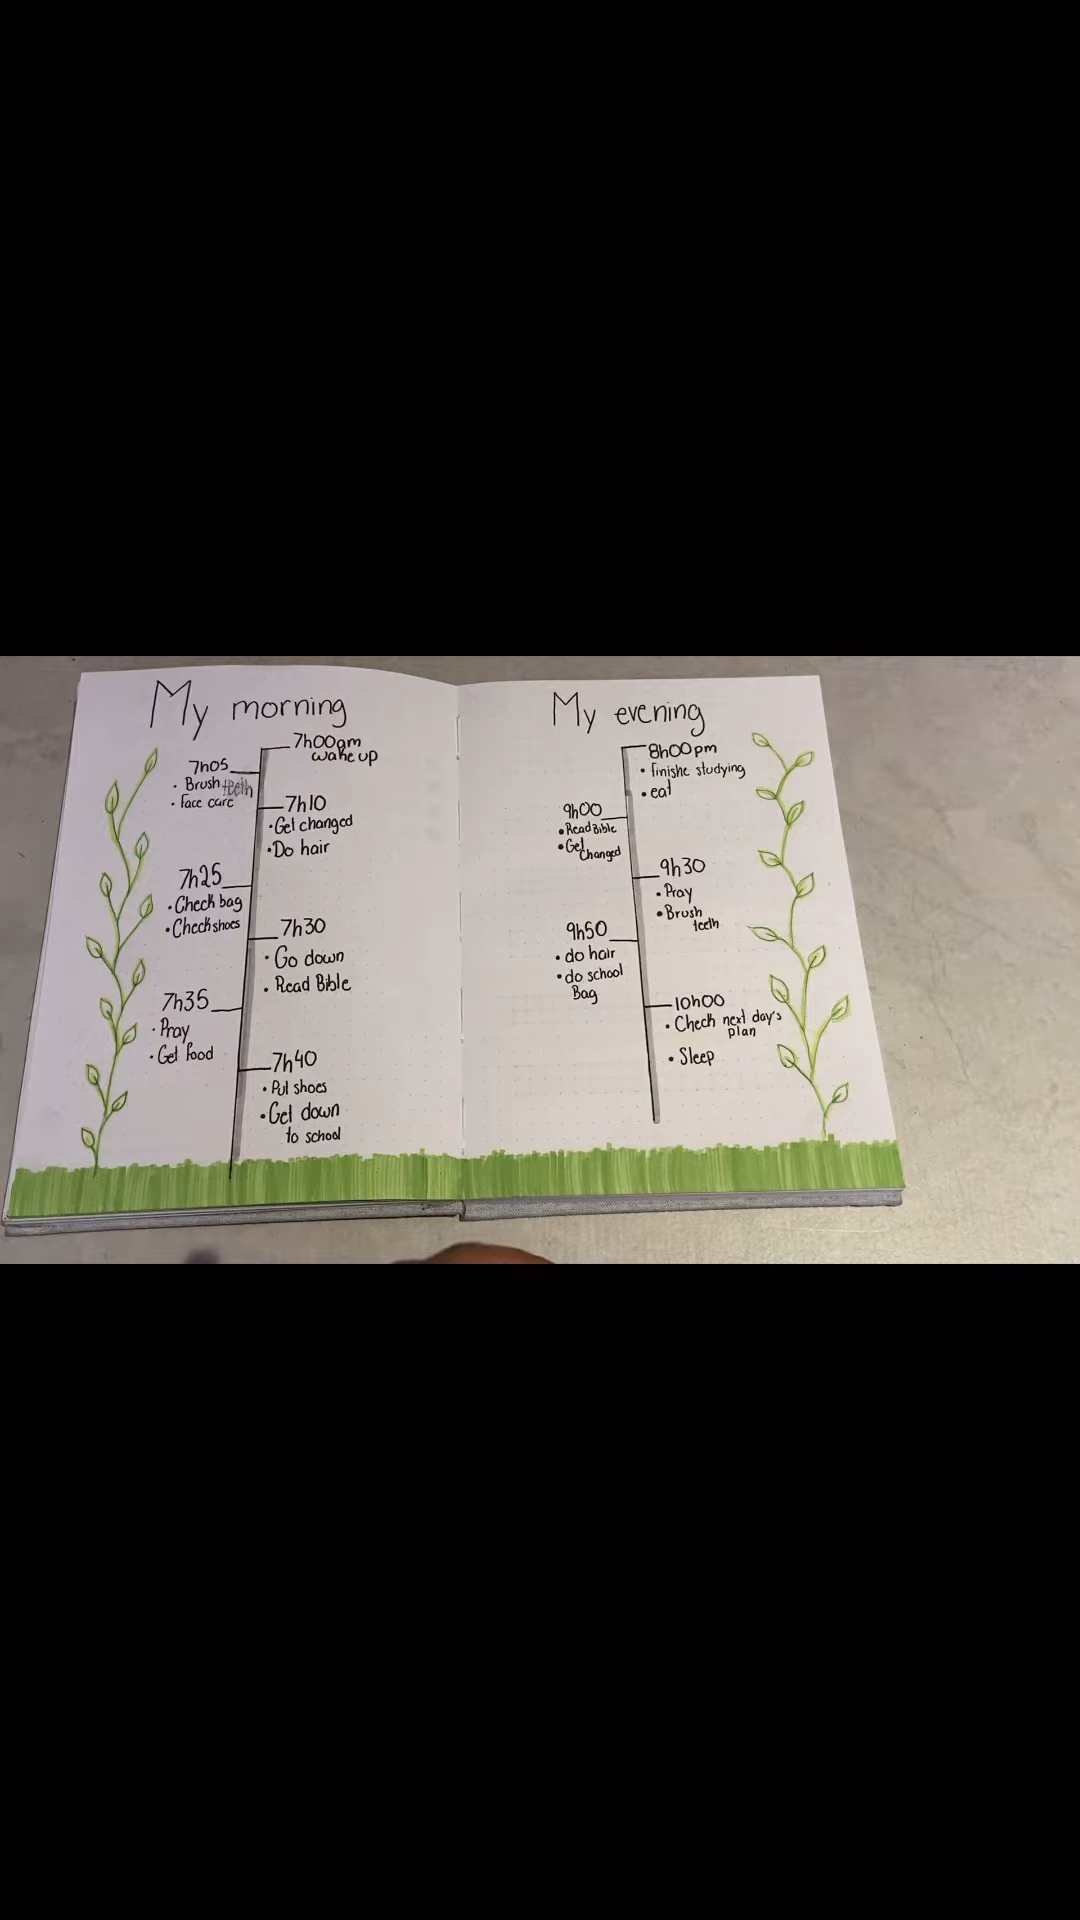 My morning
7h00am
wake up
7h05
• Brush teeth
• Face care
7h10
• Get changed
• Do hair
7h25
• Check bag
• Check shoes
7h30
• Go down
• Read Bible
7h35
• Pray
• Get food
7h40
• Put shoes
• Get down
to school
My evening
8h00pm
• finishe studying
• eat
9h00
• Read Bible
• Get
changed
9h30
• Pray
• Brush
teeth
9h50
• do hair
• do school
Bag
10h00
• Check next day's
plan
• Sleep